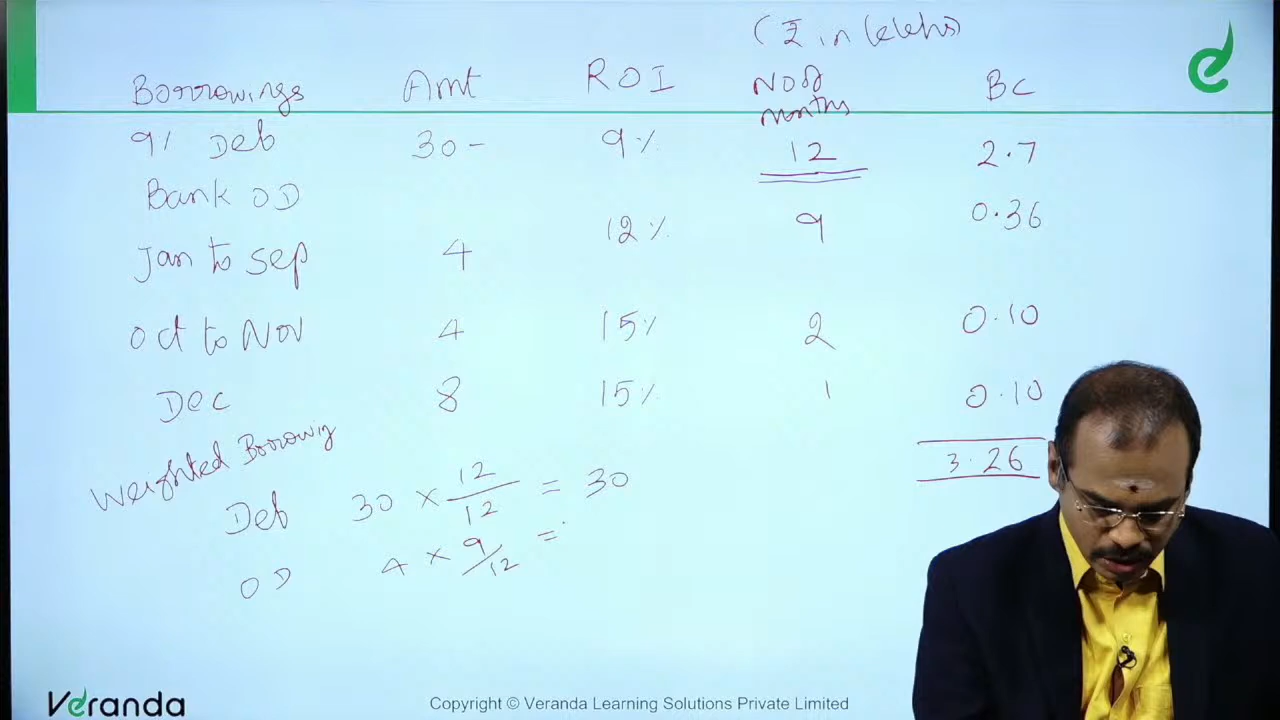 (₹ in lakhs)
Borrowings Amt ROI No of months BC
9% Deb 30 - 9% 12 2.7
Bank OD
Jan to Sep 4 12% 9 0.36
Oct to Nov 4 15% 2 0.10
Dec 8 15% 1 0.10
3.26
Weighted Borrowing
Deb 30 × 12/12 = 30
OD 4 × 9/12 =
Veranda
Copyright © Veranda Learning Solutions Private Limited